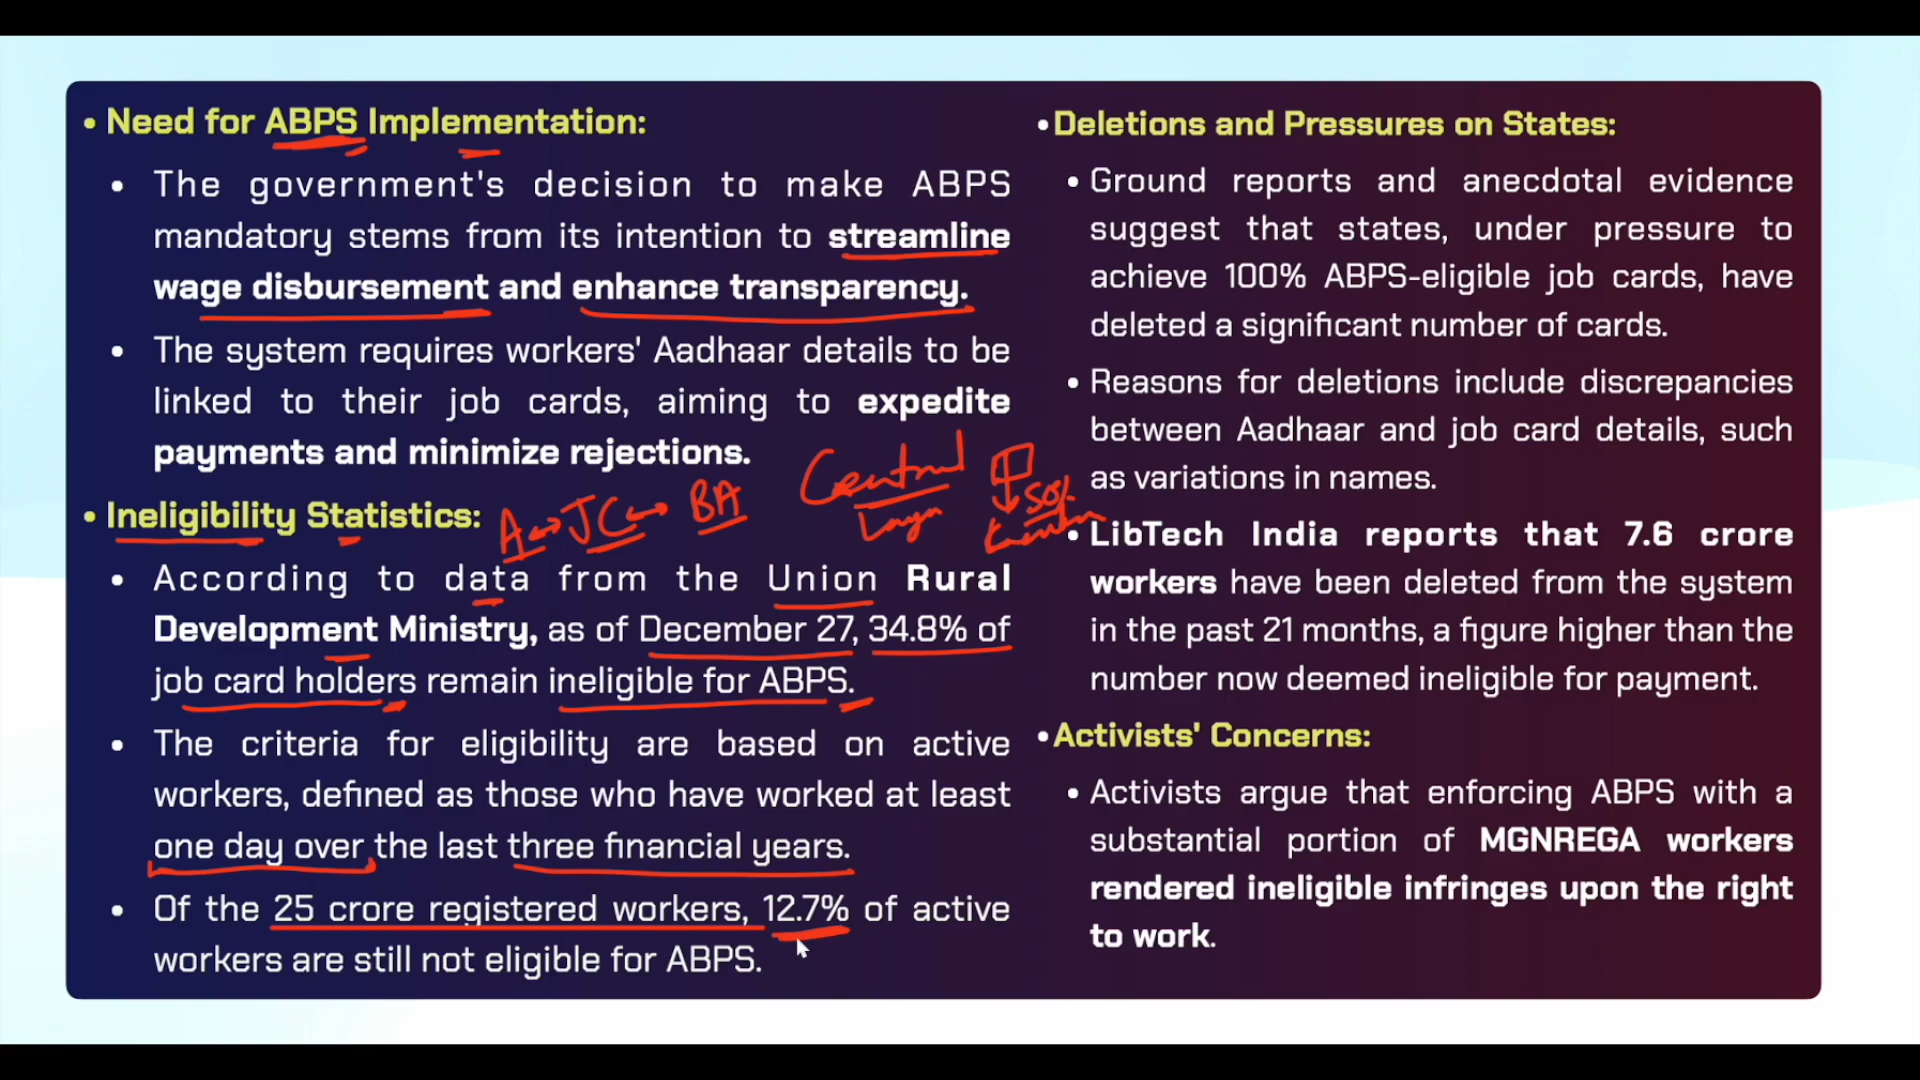 • Need for ABPS Implementation:
• The government's decision to make ABPS
mandatory stems from its intention to streamline
wage disbursement and enhance transparency.
• The system requires workers' Aadhaar details to be
linked to their job cards, aiming to expedite
payments and minimize rejections.
Central
50%
• Ineligibility Statistics:
A ↔ JC ↔ BA
• According to data from the Union Rural
Development Ministry, as of December 27, 34.8% of
job card holders remain ineligible for ABPS.
• The criteria for eligibility are based on active
workers, defined as those who have worked at least
one day over the last three financial years.
• Of the 25 crore registered workers, 12.7% of active
workers are still not eligible for ABPS.
• Deletions and Pressures on States:
• Ground reports and anecdotal evidence
suggest that states, under pressure to
achieve 100% ABPS-eligible job cards, have
deleted a significant number of cards.
• Reasons for deletions include discrepancies
between Aadhaar and job card details, such
as variations in names.
• LibTech India reports that 7.6 crore
workers have been deleted from the system
in the past 21 months, a figure higher than the
number now deemed ineligible for payment.
• Activists' Concerns:
• Activists argue that enforcing ABPS with a
substantial portion of MGNREGA workers
rendered ineligible infringes upon the right
to work.